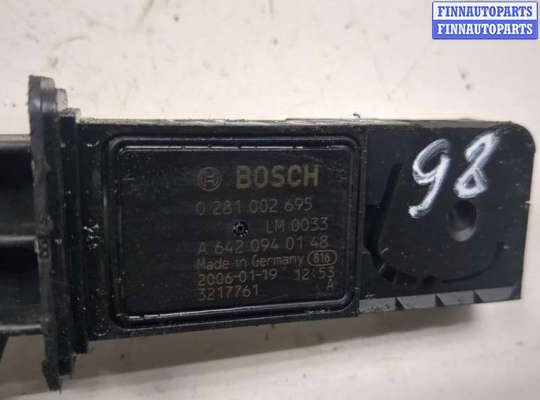 FINNAUTOPARTS
FINNAUTOPARTS
BOSCH
0 281 002 695
LM 0033
A 642 094 01 48
Made in Germany 816
2006-01-19 12:53
3217761 A
98